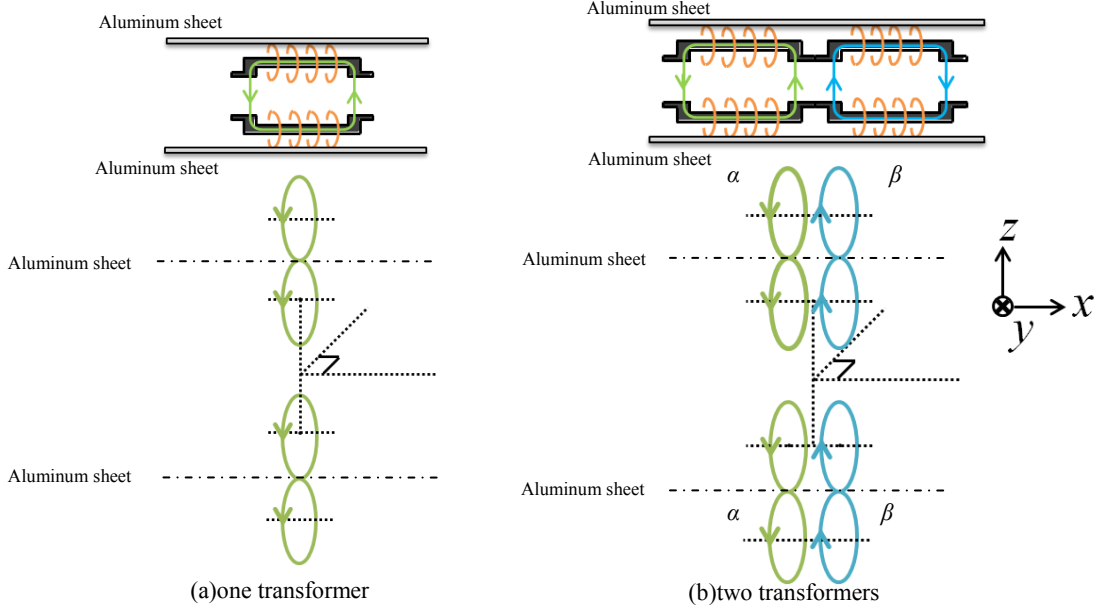 Aluminum sheet
Aluminum sheet
Aluminum sheet
Aluminum sheet
(a)one transformer
Aluminum sheet
Aluminum sheet
α
β
Aluminum sheet
Aluminum sheet
α
β
(b)two transformers
z
x
y